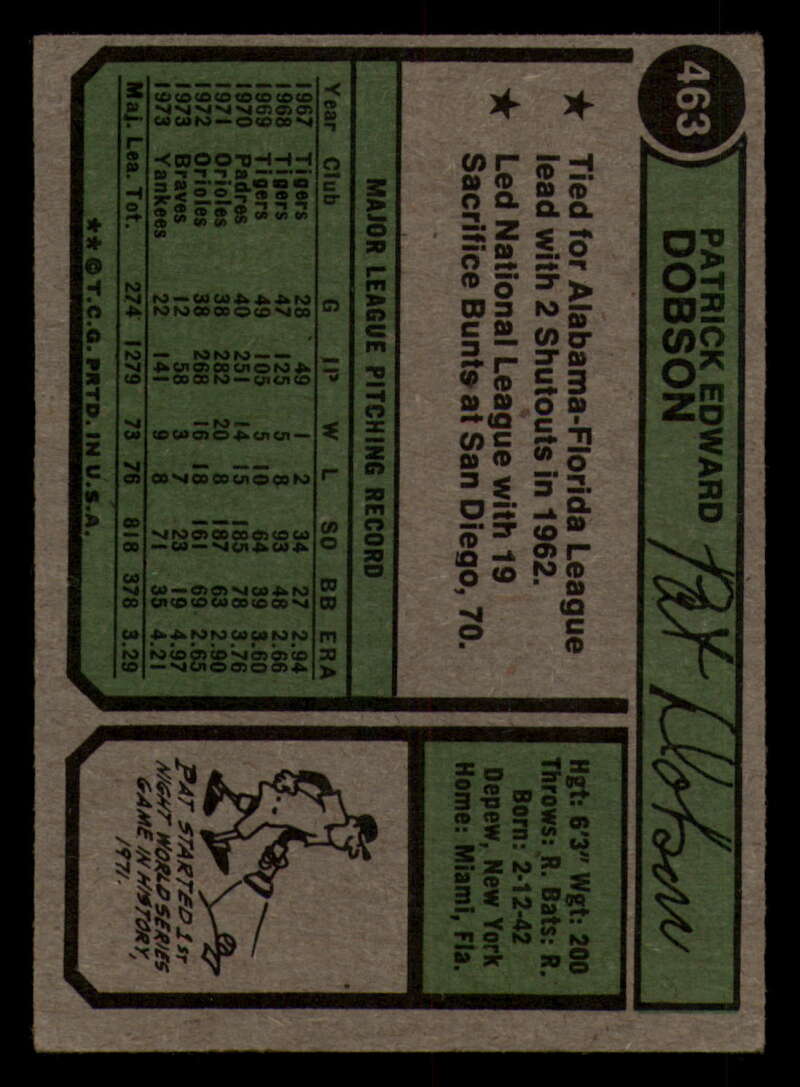 463
PATRICK EDWARD
DOBSON
Pat Dobson
★ Tied for Alabama-Florida League
lead with 2 Shutouts in 1962.
★ Led National League with 19
Sacrifice Bunts at San Diego, 70.
MAJOR LEAGUE PITCHING RECORD
Year Club G IP W L SO BB ERA
1967 Tigers 28 49 1 2 34 27 2.94
1968 Tigers 47 125 5 8 93 48 2.66
1969 Tigers 49 105 5 10 64 39 3.60
1970 Padres 40 251 14 15 185 78 3.76
1971 Orioles 38 282 20 8 187 63 2.90
1972 Orioles 38 268 16 18 161 69 2.65
1973 Braves 12 58 3 7 23 19 4.97
1973 Yankees 22 141 9 8 71 35 4.21
Maj. Lea. Tot. 274 1279 73 76 818 378 3.29
**©T.C.G. PRTD. IN U.S.A.
Hgt: 6'3" Wgt: 200
Throws: R. Bats: R.
Born: 2-12-42
Depew, New York
Home: Miami, Fla.
PAT STARTED 1ST
NIGHT WORLD SERIES
GAME IN HISTORY,
1971.